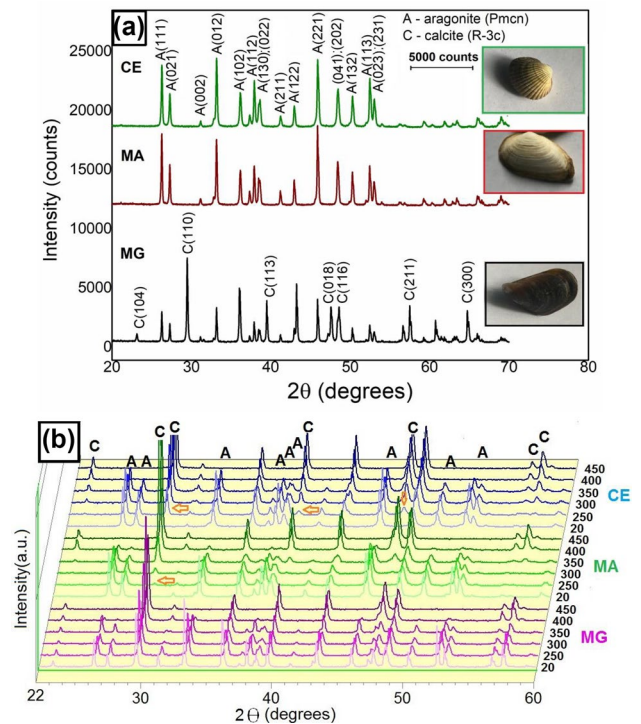 (a)
A - aragonite (Pmcn)
C - calcite (R-3c)
5000 counts
CE
A(111)
A(021)
A(002)
A(012)
A(102)
A(112)
A(130);(022)
A(211)
A(122)
A(221)
(041);(202)
A(132)
A(113)
A(023);(231)
MA
MG
C(104)
C(110)
C(113)
C(018)
C(116)
C(211)
C(300)
Intensity (counts)
25000
20000
15000
10000
5000
0
20 30 40 50 60 70 80
2θ (degrees)
(b)
C A A C C A A A A C A C A A C C
450
400
350
300
250
20
CE
450
400
350
300
250
20
MA
450
400
350
300
250
20
MG
Intensity(a.u.)
22 30 40 50 60
2θ (degrees)